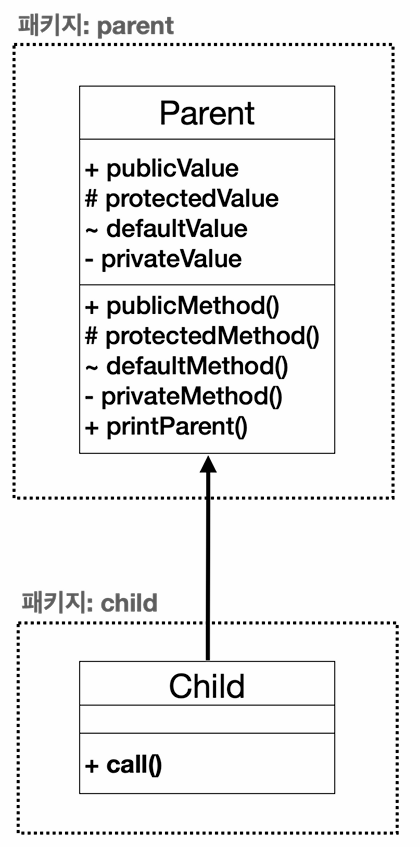 패키지: parent
Parent
+ publicValue
# protectedValue
~ defaultValue
- privateValue
+ publicMethod()
# protectedMethod()
~ defaultMethod()
- privateMethod()
+ printParent()
패키지: child
Child
+ call()